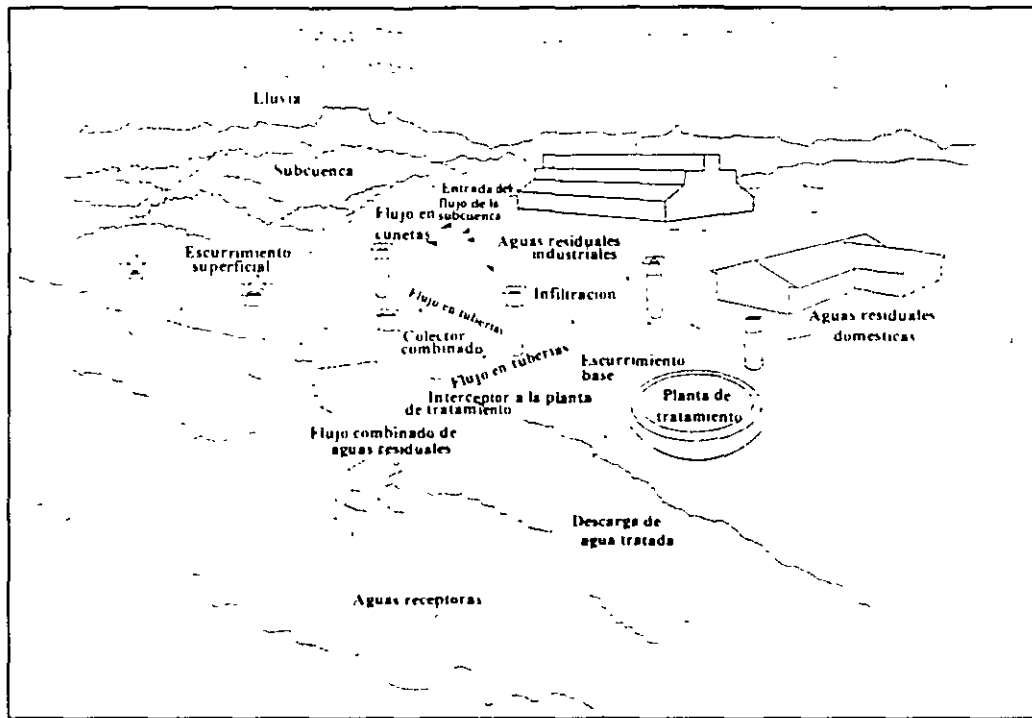 Lluvia
Subcuenca
Entrada del
flujo de la
subcuenca
Flujo en
cunetas
Aguas residuales
industriales
Escurrimiento
superficial
Flujo en tuberias
Infiltracion
Aguas residuales
domesticas
Colector
combinado
Flujo en tuberias
Escurrimiento
base
Interceptor a la planta
de tratamiento
Planta de
tratamiento
Flujo combinado de
aguas residuales
Descarga de
agua tratada
Aguas receptoras